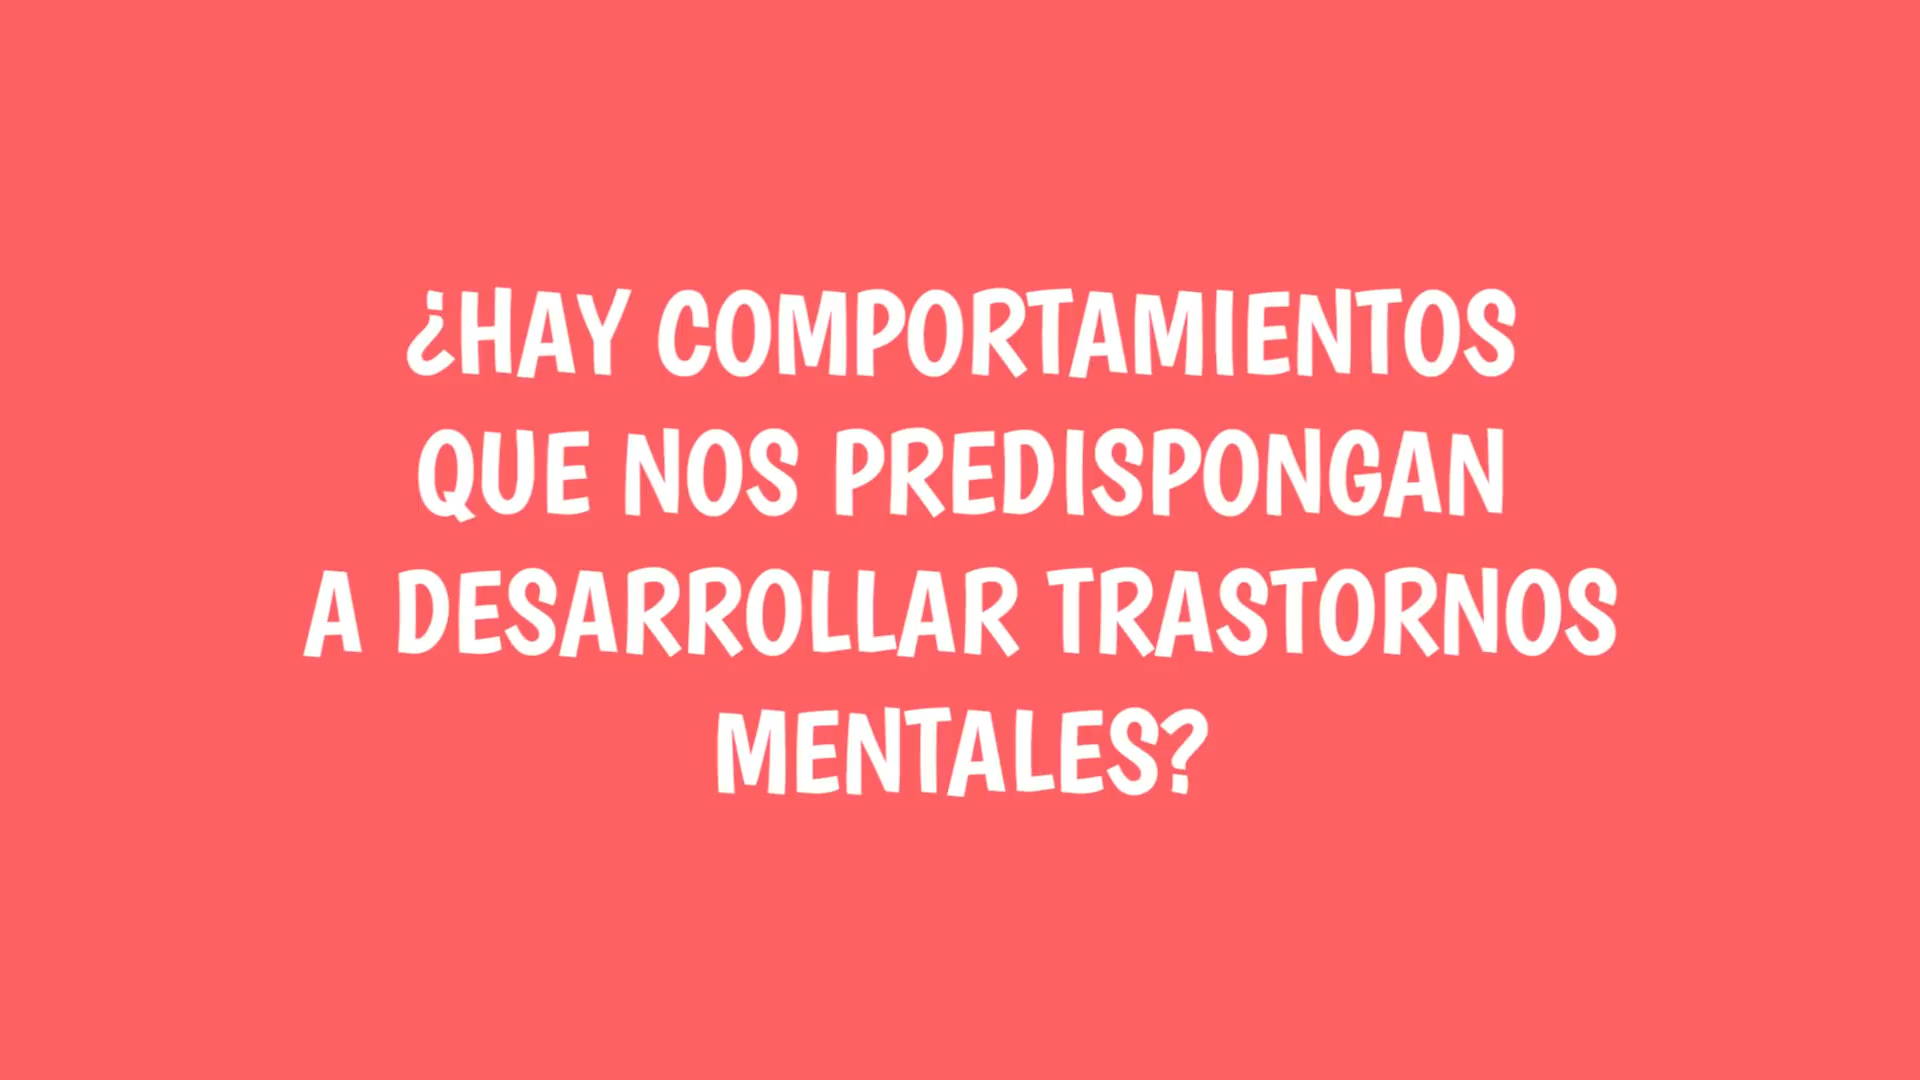 ¿HAY COMPORTAMIENTOS
QUE NOS PREDISPONGAN
A DESARROLLAR TRASTORNOS
MENTALES?